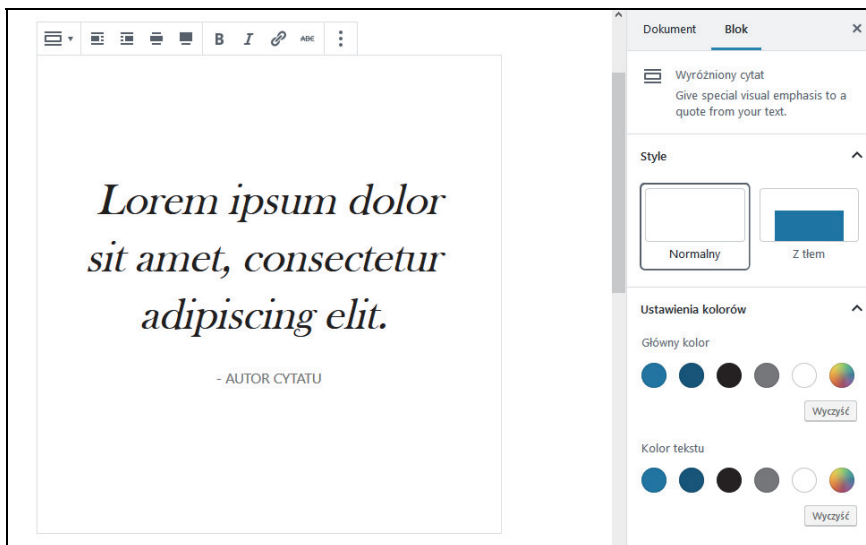 B I ABC
Lorem ipsum dolor
sit amet, consectetur
adipiscing elit.
- AUTOR CYTATU
Dokument Blok
Wyróżniony cytat
Give special visual emphasis to a
quote from your text.
Style
Normalny Z tłem
Ustawienia kolorów
Główny kolor
Wyczyść
Kolor tekstu
Wyczyść